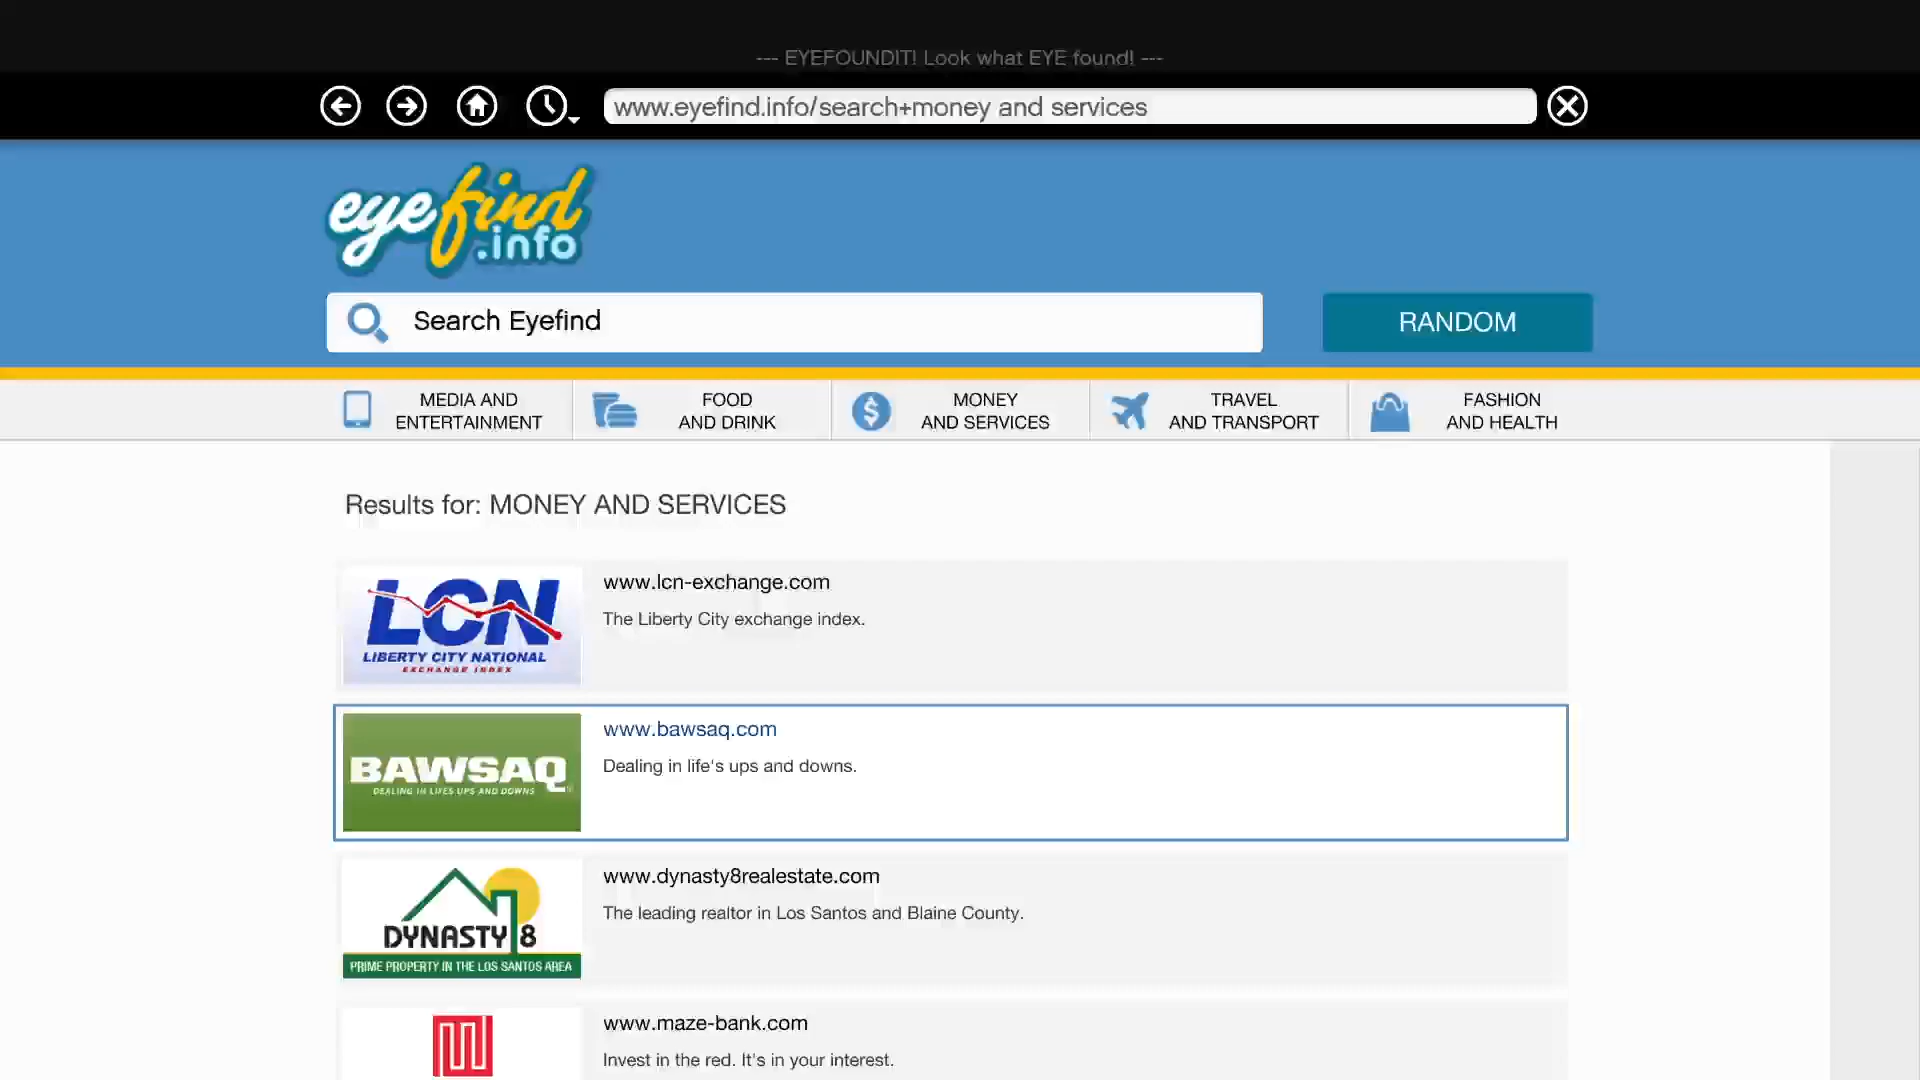 --- EYEFOUNDIT! Look what EYE found! ---
www.eyefind.info/search+money and services
eyefind
.info
Search Eyefind
RANDOM
MEDIA AND
ENTERTAINMENT
FOOD
AND DRINK
MONEY
AND SERVICES
TRAVEL
AND TRANSPORT
FASHION
AND HEALTH
Results for: MONEY AND SERVICES
LCN
LIBERTY CITY NATIONAL
EXCHANGE INDEX
www.lcn-exchange.com
The Liberty City exchange index.
BAWSAQ
DEALING IN LIFES UPS AND DOWNS
www.bawsaq.com
Dealing in life's ups and downs.
DYNASTY 8
PRIME PROPERTY IN THE LOS SANTOS AREA
www.dynasty8realestate.com
The leading realtor in Los Santos and Blaine County.
www.maze-bank.com
Invest in the red. It's in your interest.